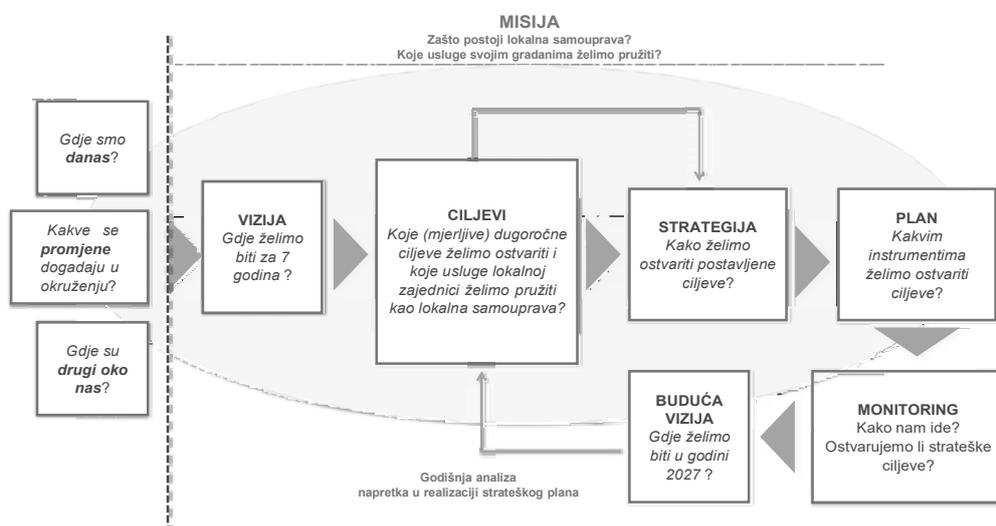 MISIJA
Zašto postoji lokalna samouprava?
Koje usluge svojim gradanima želimo pružiti?
Gdje smo
danas?
Kakve se
promjene
dogadaju u
okruženju?
Gdje su
drugi oko
nas?
VIZIJA
Gdje želimo
biti za 7
godina ?
CILJEVI
Koje (mjerljive) dugoročne
ciljeve želimo ostvariti i
koje usluge lokalnoj
zajednici želimo pružiti
kao lokalna samouprava?
STRATEGIJA
Kako želimo
ostvariti postavljene
ciljeve?
PLAN
Kakvim
instrumentima
želimo ostvariti
ciljeve?
BUDUĆA
VIZIJA
Gdje želimo
biti u godini
2027 ?
MONITORING
Kako nam ide?
Ostvarujemo li strateške
ciljeve?
Godišnja analiza
napretka u realizaciji strateškog plana